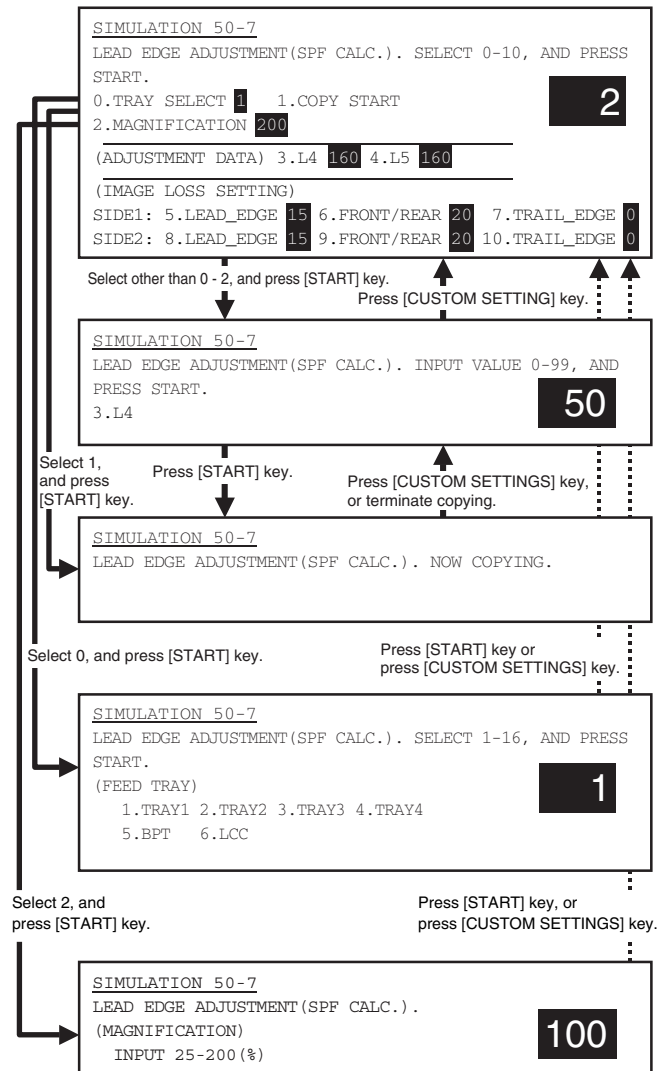 SIMULATION 50-7
LEAD EDGE ADJUSTMENT(SPF CALC.). SELECT 0-10, AND PRESS
START.
0.TRAY SELECT 1 1.COPY START
2
2.MAGNIFICATION 200
(ADJUSTMENT DATA) 3.L4 160 4.L5 160
(IMAGE LOSS SETTING)
SIDE1: 5.LEAD_EDGE 15 6.FRONT/REAR 20 7.TRAIL_EDGE 0
SIDE2: 8.LEAD_EDGE 15 9.FRONT/REAR 20 10.TRAIL_EDGE 0
Select other than 0 - 2, and press [START] key.
Press [CUSTOM SETTING] key.
SIMULATION 50-7
LEAD EDGE ADJUSTMENT(SPF CALC.). INPUT VALUE 0-99, AND
PRESS START.
3.L4
50
Select 1,
and press
[START] key.
Press [START] key.
Press [CUSTOM SETTINGS] key,
or terminate copying.
SIMULATION 50-7
LEAD EDGE ADJUSTMENT(SPF CALC.). NOW COPYING.
Select 0, and press [START] key.
Press [START] key or
press [CUSTOM SETTINGS] key.
SIMULATION 50-7
LEAD EDGE ADJUSTMENT(SPF CALC.). SELECT 1-16, AND PRESS
START.
(FEED TRAY)
1
1.TRAY1 2.TRAY2 3.TRAY3 4.TRAY4
5.BPT 6.LCC
Select 2, and
press [START] key.
Press [START] key, or
press [CUSTOM SETTINGS] key.
SIMULATION 50-7
LEAD EDGE ADJUSTMENT(SPF CALC.).
(MAGNIFICATION)
INPUT 25-200(%)
100